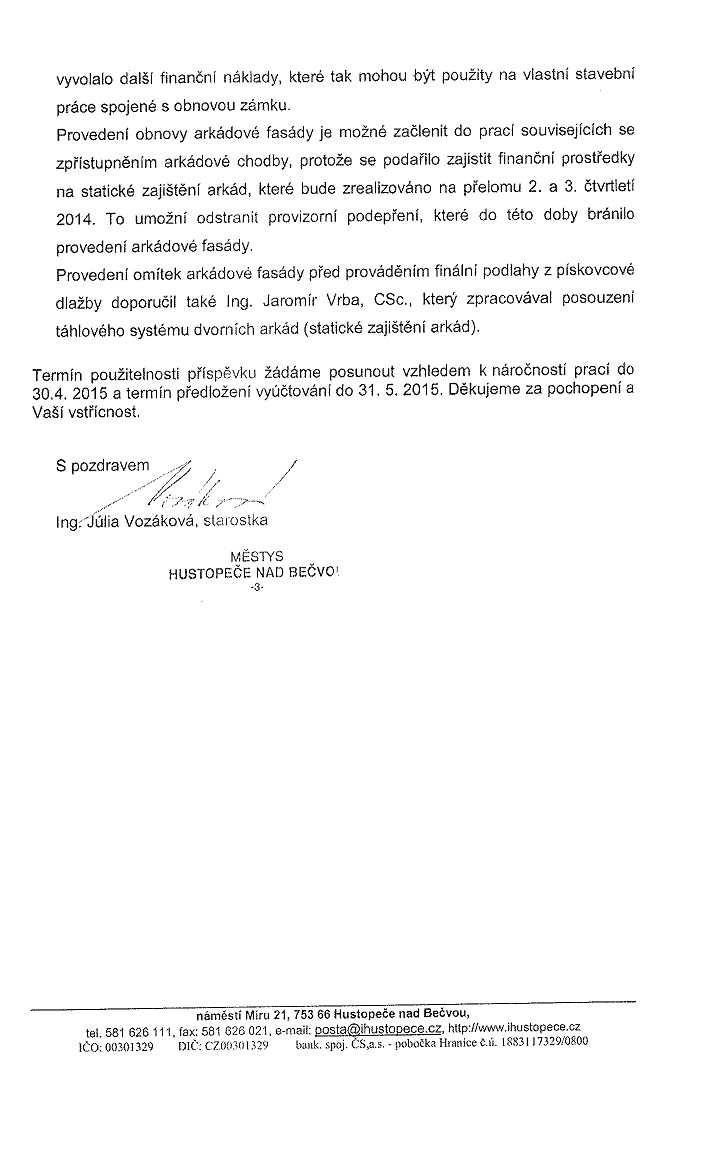 vyvolalo další finanční náklady, které tak mohou být použity na vlastní stavební
práce spojené s obnovou zámku.
Provedení obnovy arkádové fasády je možné začlenit do prací souvisejících se
zpřístupněním arkádové chodby, protože se podařilo zajistit finanční prostředky
na statické zajištění arkád, které bude zrealizováno na přelomu 2. a 3. čtvrtletí
2014. To umožní odstranit provizorní podepření, které do této doby bránilo
provedení arkádové fasády.
Provedení omítek arkádové fasády před prováděním finální podlahy z pískovcové
dlažby doporučil také Ing. Jaromír Vrba, CSc., který zpracovával posouzení
táhlového systému dvorních arkád (statické zajištění arkád).
Termín použitelnosti příspěvku žádáme posunout vzhledem k náročností prací do
30.4. 2015 a termín předložení vyúčtování do 31. 5. 2015. Děkujeme za pochopení a
Vaší vstřícnost.
S pozdravem
Ing. Júlia Vozáková, starostka
MĚSTYS
HUSTOPEČE NAD BEČVO
-3-
náměstí Míru 21, 753 66 Hustopeče nad Bečvou,
tel. 581 626 111, fax: 581 626 021, e-mail: posta@ihustopece.cz, http://www.ihustopece.cz
IČO: 00301329 DIČ: CZ00301329 bank. spoj. ČS,a.s. - pobočka Hranice č.ú. 1883117329/0800